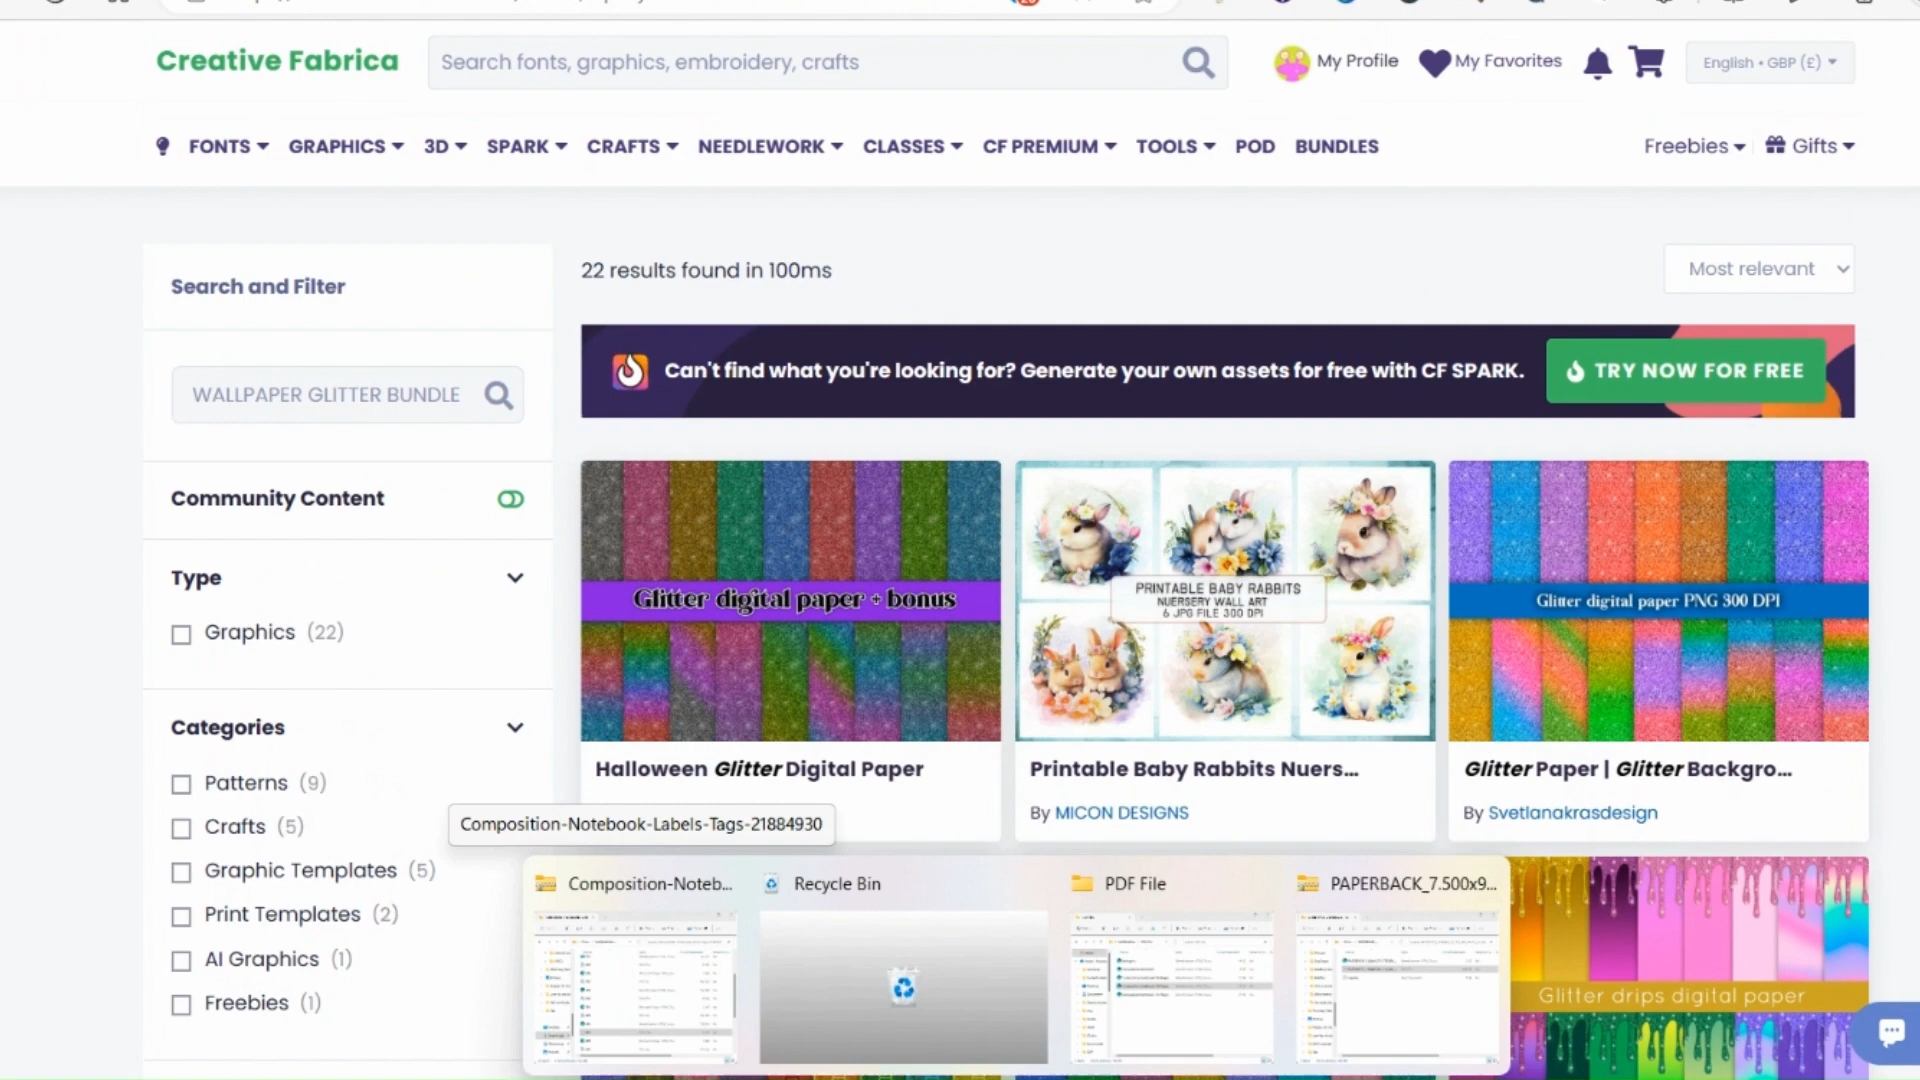 Creative Fabrica
Search fonts, graphics, embroidery, crafts
My Profile
My Favorites
English • GBP (£)
FONTS
GRAPHICS
3D
SPARK
CRAFTS
NEEDLEWORK
CLASSES
CF PREMIUM
TOOLS
POD
BUNDLES
Freebies
Gifts
Search and Filter
22 results found in 100ms
Most relevant
Can't find what you're looking for? Generate your own assets for free with CF SPARK.
TRY NOW FOR FREE
WALLPAPER GLITTER BUNDLE
Community Content
Type
Graphics (22)
Categories
Patterns (9)
Crafts (5)
Graphic Templates (5)
Print Templates (2)
AI Graphics (1)
Freebies (1)
Glitter digital paper + bonus
Halloween Glitter Digital Paper
PRINTABLE BABY RABBITS
NUERSERY WALL ART
6 JPG FILE 300 DPI
Printable Baby Rabbits Nuers...
By MICON DESIGNS
Glitter digital paper PNG 300 DPI
Glitter Paper | Glitter Backgro...
By Svetlanakrasdesign
Composition-Notebook-Labels-Tags-21884930
Composition-Noteb...
Recycle Bin
PDF File
PAPERBACK_7.500x9...
Glitter drips digital paper